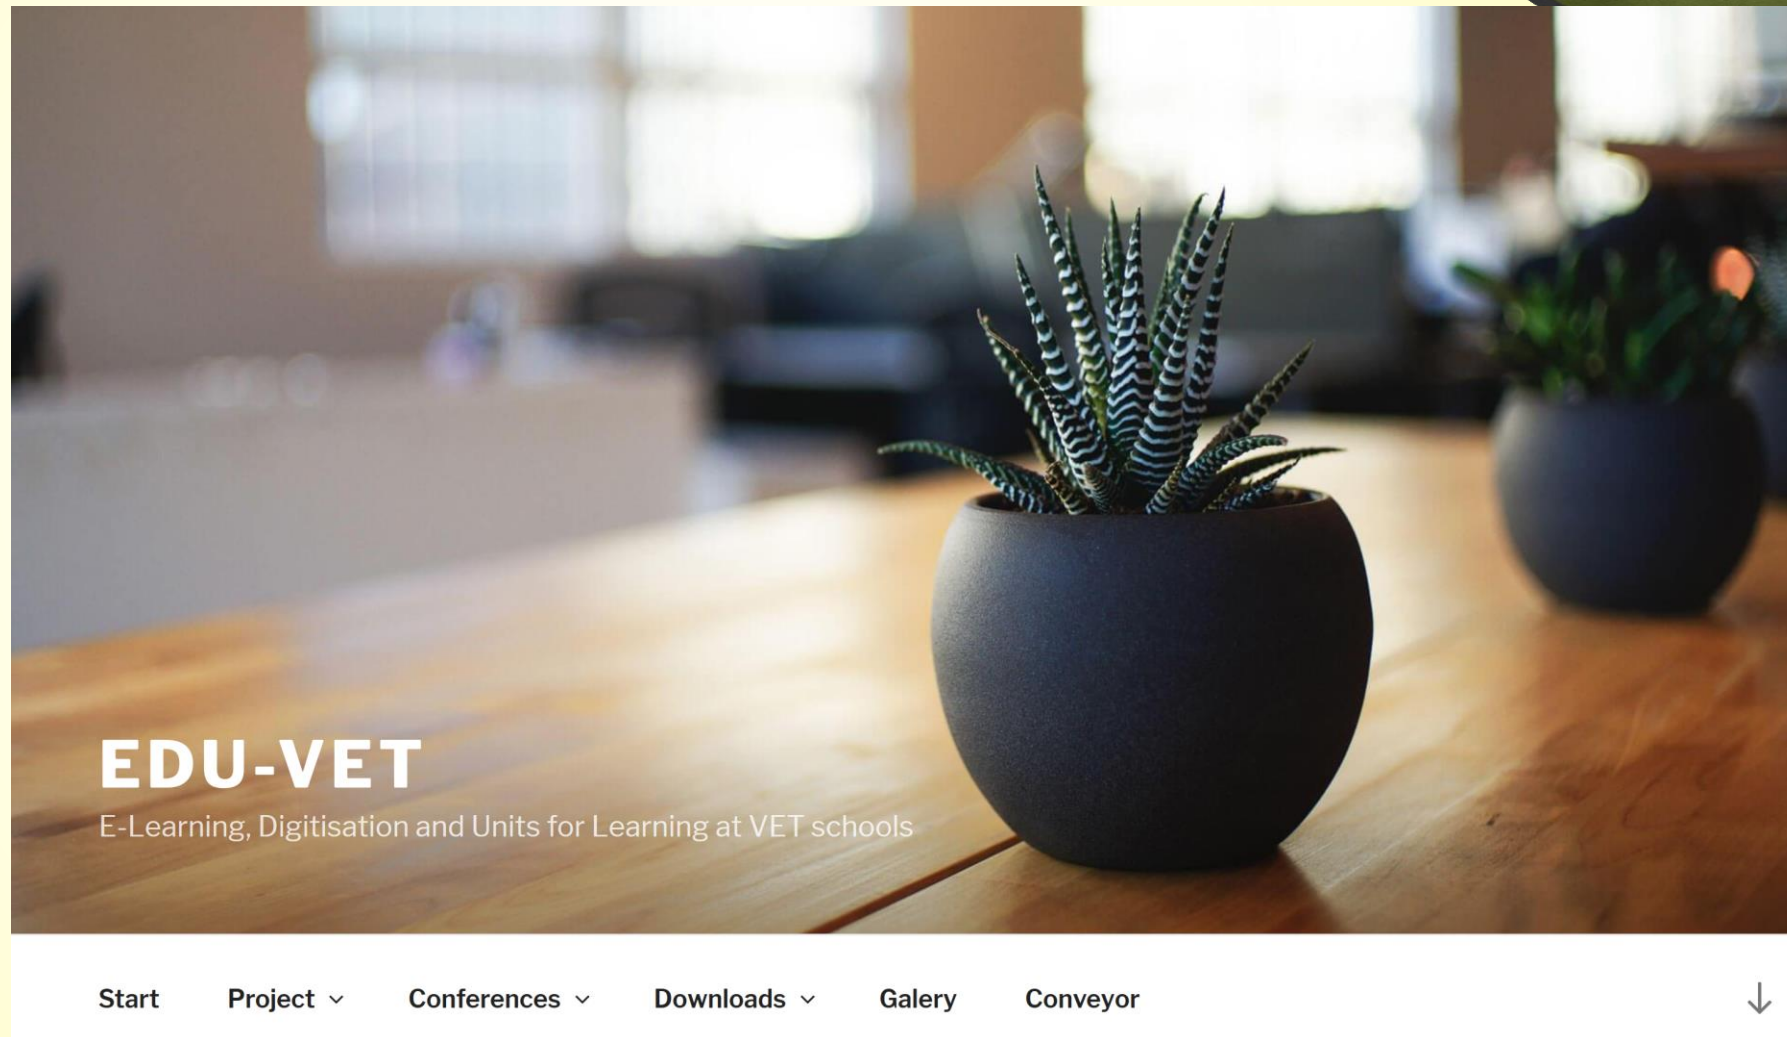 EDU-VET
E-Learning, Digitisation and Units for Learning at VET schools
Start Project Conferences Downloads Galery Conveyor